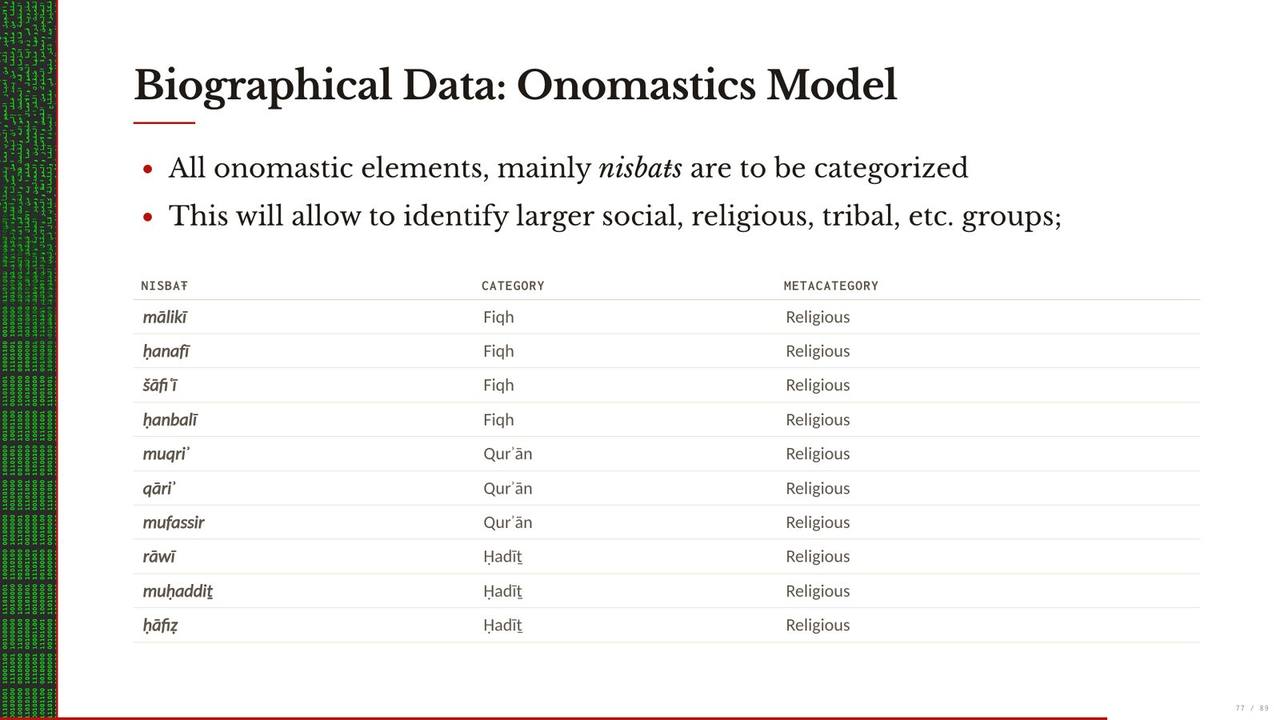 Biographical Data: Onomastics Model
• All onomastic elements, mainly nisbaŧs are to be categorized
• This will allow to identify larger social, religious, tribal, etc. groups;
NISBAŦ CATEGORY METACATEGORY
mālikī Fiqh Religious
ḥanafī Fiqh Religious
šāfiʿī Fiqh Religious
ḥanbalī Fiqh Religious
muqriʾ Qurʾān Religious
qāriʾ Qurʾān Religious
mufassir Qurʾān Religious
rāwī Ḥadīṯ Religious
muḥaddiṯ Ḥadīṯ Religious
ḥāfiẓ Ḥadīṯ Religious
77 / 89